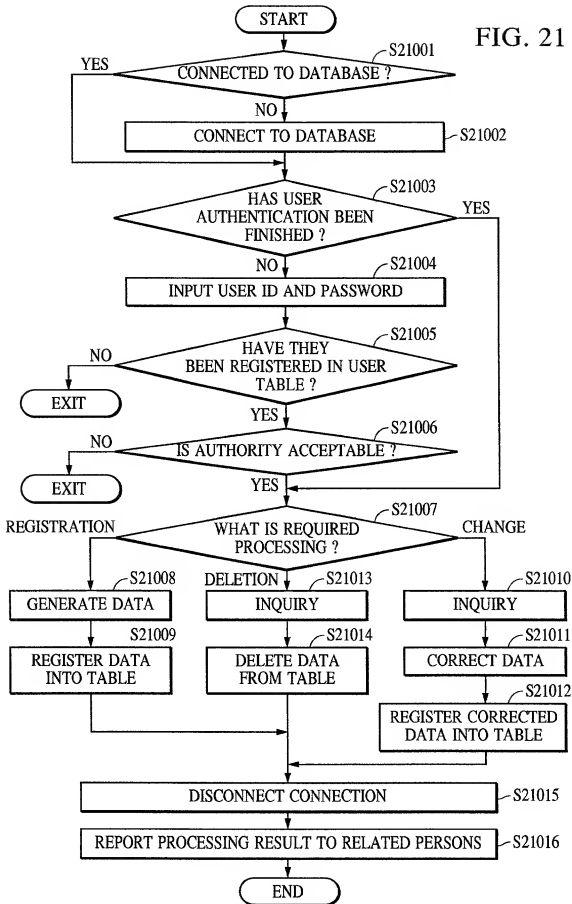 START
FIG. 21
S21001
YES
CONNECTED TO DATABASE ?
NO
CONNECT TO DATABASE
S21002
S21003
HAS USER
AUTHENTICATION BEEN
FINISHED ?
YES
NO
S21004
INPUT USER ID AND PASSWORD
S21005
NO
HAVE THEY
BEEN REGISTERED IN USER
TABLE ?
EXIT
YES
S21006
NO
IS AUTHORITY ACCEPTABLE ?
EXIT
YES
S21007
REGISTRATION
WHAT IS REQUIRED
PROCESSING ?
CHANGE
S21008
DELETION
S21013
S21010
GENERATE DATA
INQUIRY
INQUIRY
S21009
S21014
S21011
REGISTER DATA
INTO TABLE
DELETE DATA
FROM TABLE
CORRECT DATA
S21012
REGISTER CORRECTED
DATA INTO TABLE
DISCONNECT CONNECTION
S21015
REPORT PROCESSING RESULT TO RELATED PERSONS
S21016
END